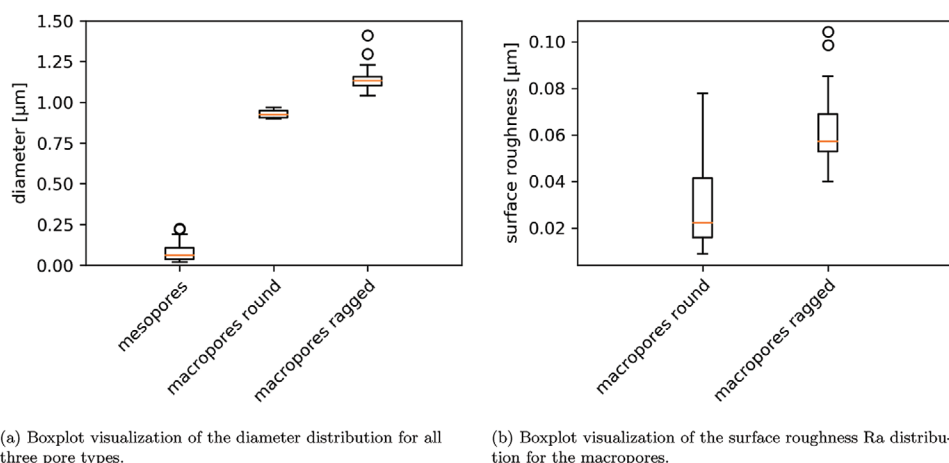 1.50
1.25
1.00
0.75
0.50
0.25
0.00
diameter [μm]
mesopores
macropores round
macropores ragged
0.10
0.08
0.06
0.04
0.02
surface roughness [μm]
macropores round
macropores ragged
(a) Boxplot visualization of the diameter distribution for all
three pore types.
(b) Boxplot visualization of the surface roughness Ra distribu-
tion for the macropores.